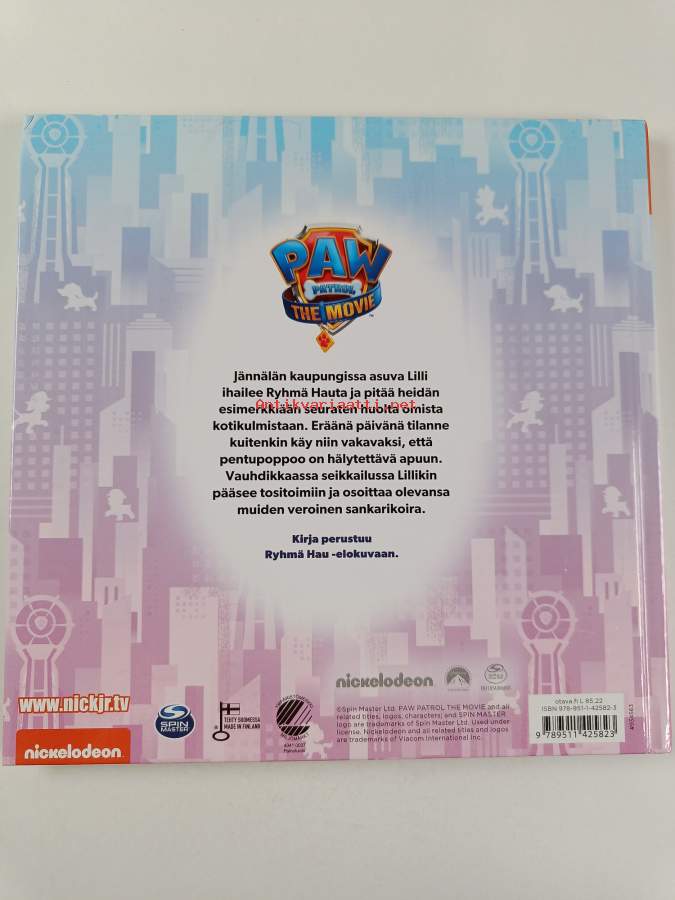 PAW
PATROL
THE MOVIE
™
Jännälän kaupungissa asuva Lilli
ihailee Ryhmä Hauta ja pitää heidän
Antikvariaatti.net
esimerkkiään seuraten huolta omista
kotikulmistaan. Eräänä päivänä tilanne
kuitenkin käy niin vakavaksi, että
pentupoppoo on hälytettävä apuun.
Vauhdikkaassa seikkailussa Lillikin
pääsee tositoimiin ja osoittaa olevansa
muiden veroinen sankarikoira.
Kirja perustuu
Ryhmä Hau -elokuvaan.
nickelodeon
www.nickjr.tv
SPIN
MASTER
TEHTY SUOMESSA
MADE IN FINLAND
©Spin Master Ltd. PAW PATROL THE MOVIE and all
related titles, logos, characters; and SPIN MASTER
logo are trademarks of Spin Master Ltd. Used under
license. Nickelodeon and all related titles and logos
are trademarks of Viacom International Inc.
otava.fi L 85.22
ISBN 978-951-1-42582-3
9 789511 425823
nickelodeon